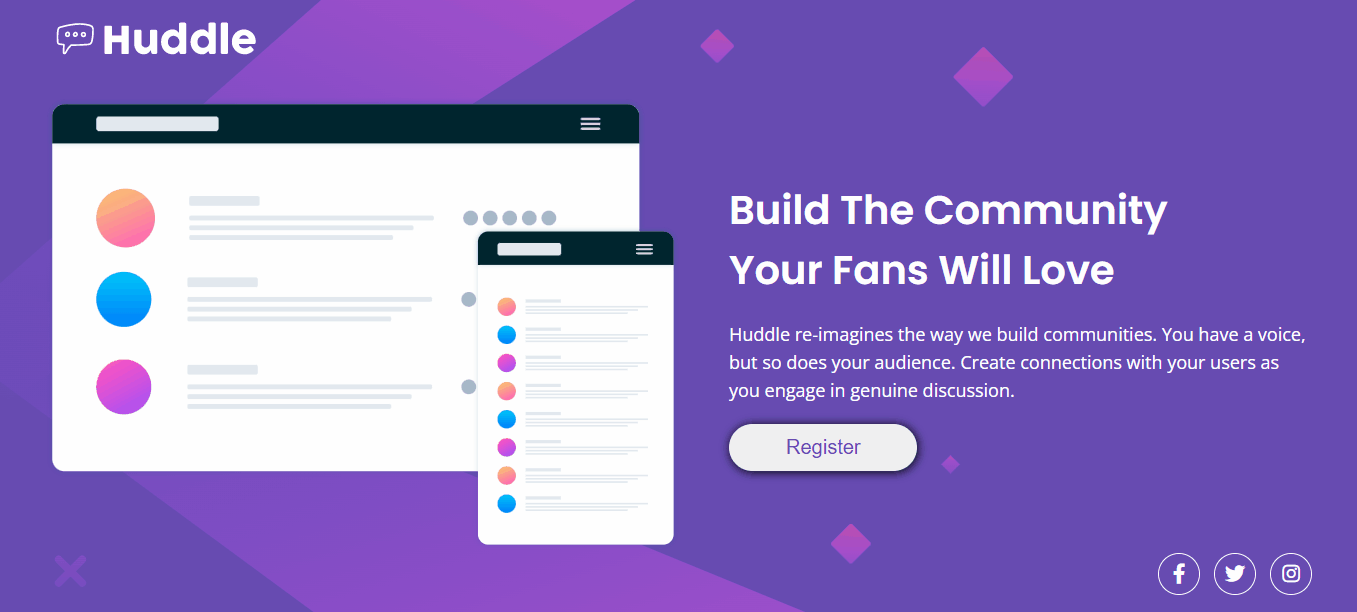 Huddle
Build The Community
Your Fans Will Love
Huddle re-imagines the way we build communities. You have a voice,
but so does your audience. Create connections with your users as
you engage in genuine discussion.
Register